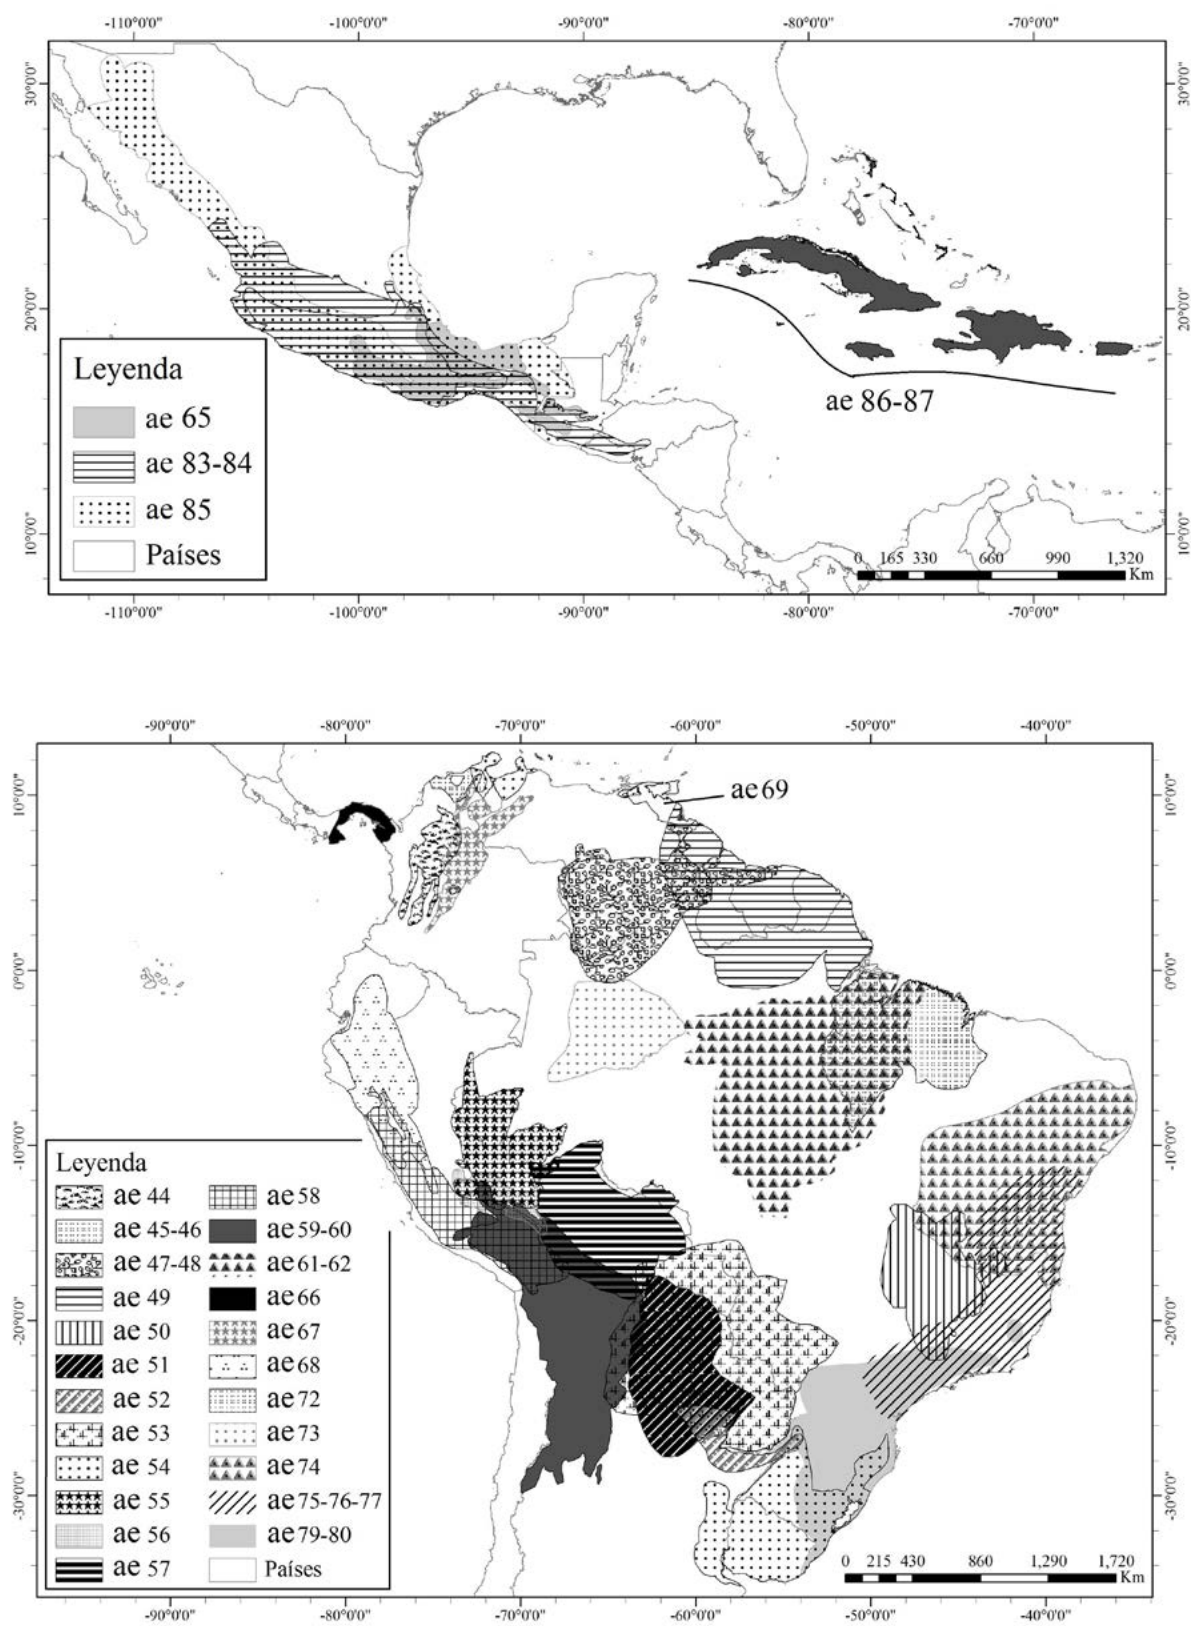 -110°0'0" -100°0'0" -90°0'0" -80°0'0" -70°0'0"
30°0'0" 30°0'0"
20°0'0" 20°0'0"
10°0'0" 10°0'0"
Leyenda
ae 65
ae 83-84
ae 85
Países
ae 86-87
0 165 330 660 990 1,320
Km
-110°0'0" -100°0'0" -90°0'0" -80°0'0" -70°0'0"
-90°0'0" -80°0'0" -70°0'0" -60°0'0" -50°0'0" -40°0'0"
10°0'0" 10°0'0"
ae 69
0°0'0" 0°0'0"
-10°0'0" -10°0'0"
-20°0'0" -20°0'0"
-30°0'0" -30°0'0"
Leyenda
ae 44 ae 58
ae 45-46 ae 59-60
ae 47-48 ae 61-62
ae 49 ae 66
ae 50 ae 67
ae 51 ae 68
ae 52 ae 72
ae 53 ae 73
ae 54 ae 74
ae 55 ae 75-76-77
ae 56 ae 79-80
ae 57 Países
0 215 430 860 1,290 1,720
Km
-90°0'0" -80°0'0" -70°0'0" -60°0'0" -50°0'0" -40°0'0"